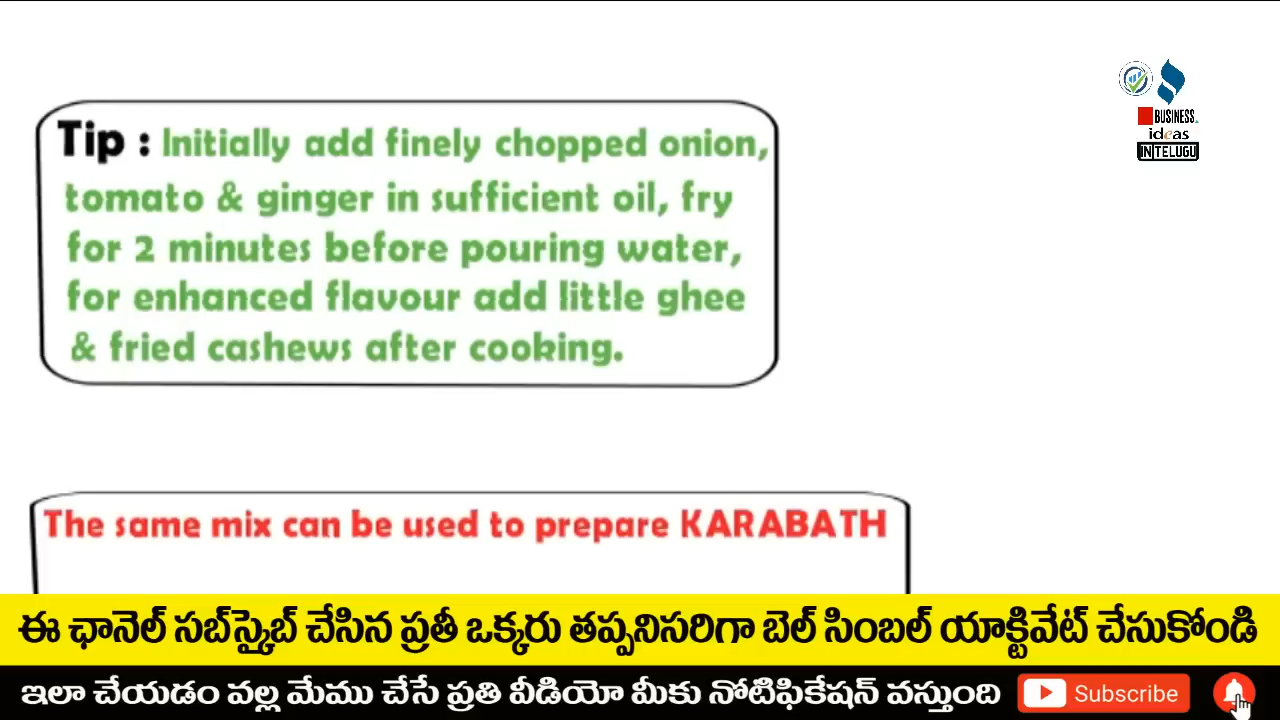 BUSINESS
ideas
IN TELUGU
Tip : Initially add finely chopped onion,
tomato & ginger in sufficient oil, fry
for 2 minutes before pouring water,
for enhanced flavour add little ghee
& fried cashews after cooking.
The same mix can be used to prepare KARABATH
ఈ ఛానెల్ సబ్‌స్క్రైబ్ చేసిన ప్రతీ ఒక్కరు తప్పనిసరిగా బెల్ సింబల్ యాక్టివేట్ చేసుకోండి
ఇలా చేయడం వల్ల మేము చేసే ప్రతి వీడియో మీకు నోటిఫికేషన్ వస్తుంది Subscribe